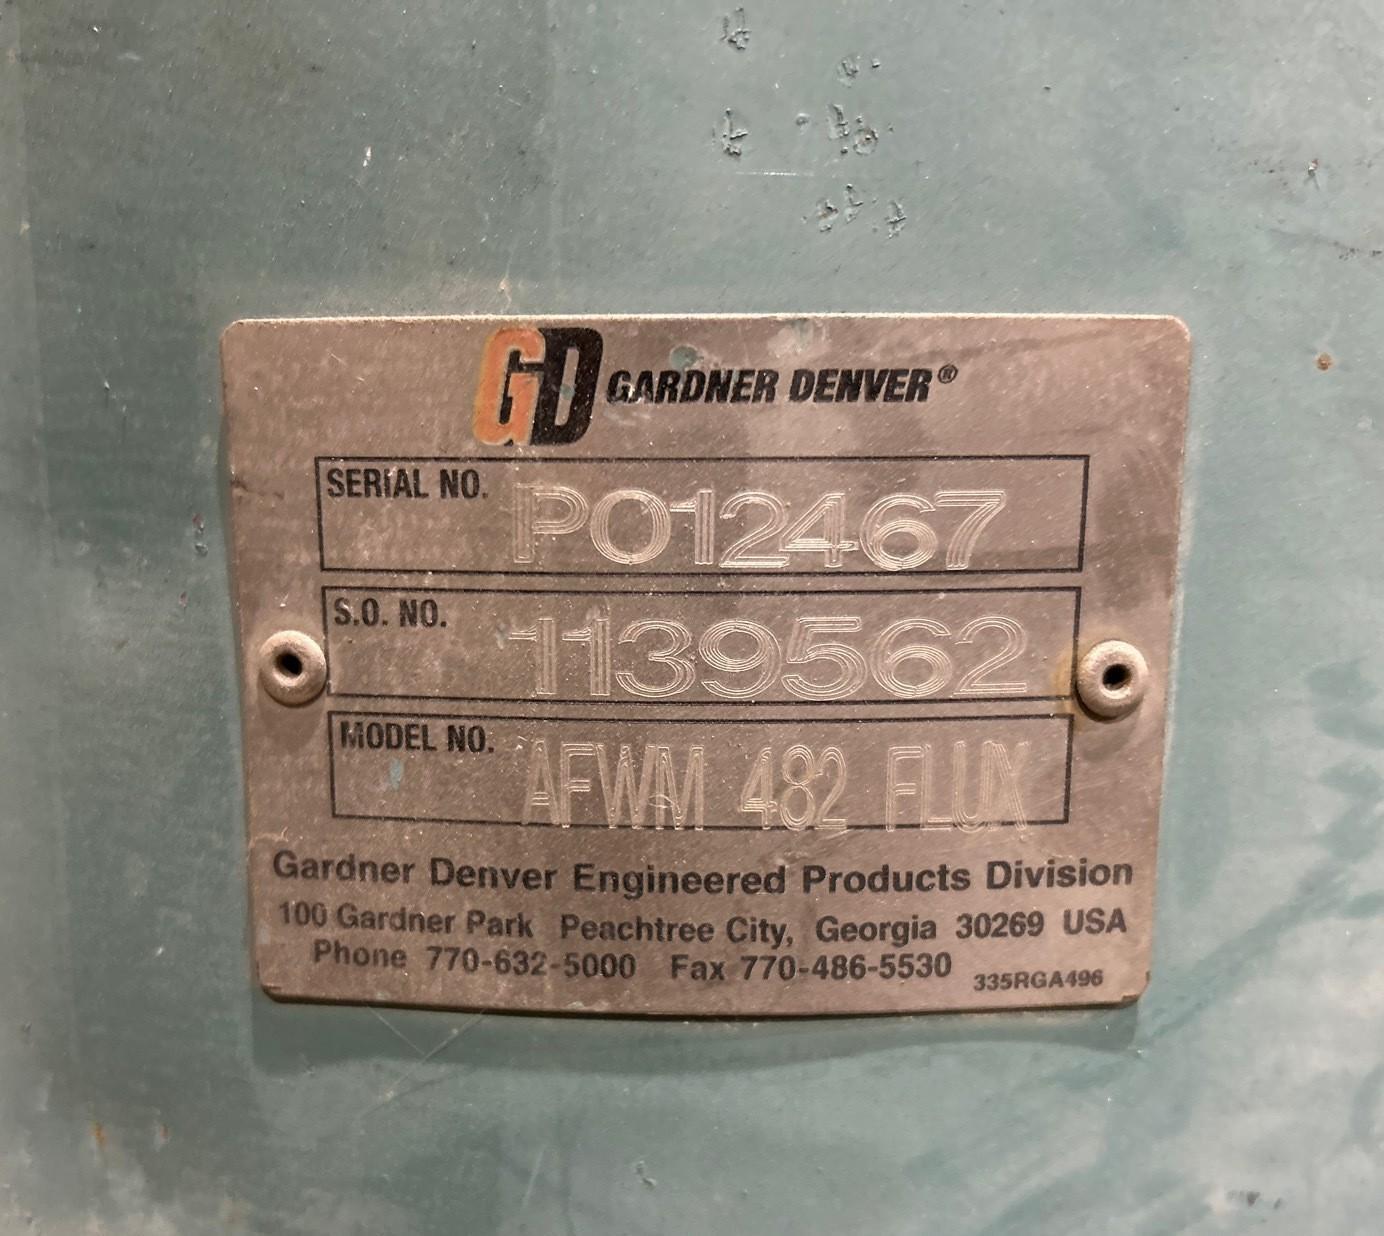 GD GARDNER DENVER®
SERIAL NO. P012467
S.O. NO. 1139562
MODEL NO. AFWM 482 FLUX
Gardner Denver Engineered Products Division
100 Gardner Park Peachtree City, Georgia 30269 USA
Phone 770-632-5000 Fax 770-486-5530
335RGA496